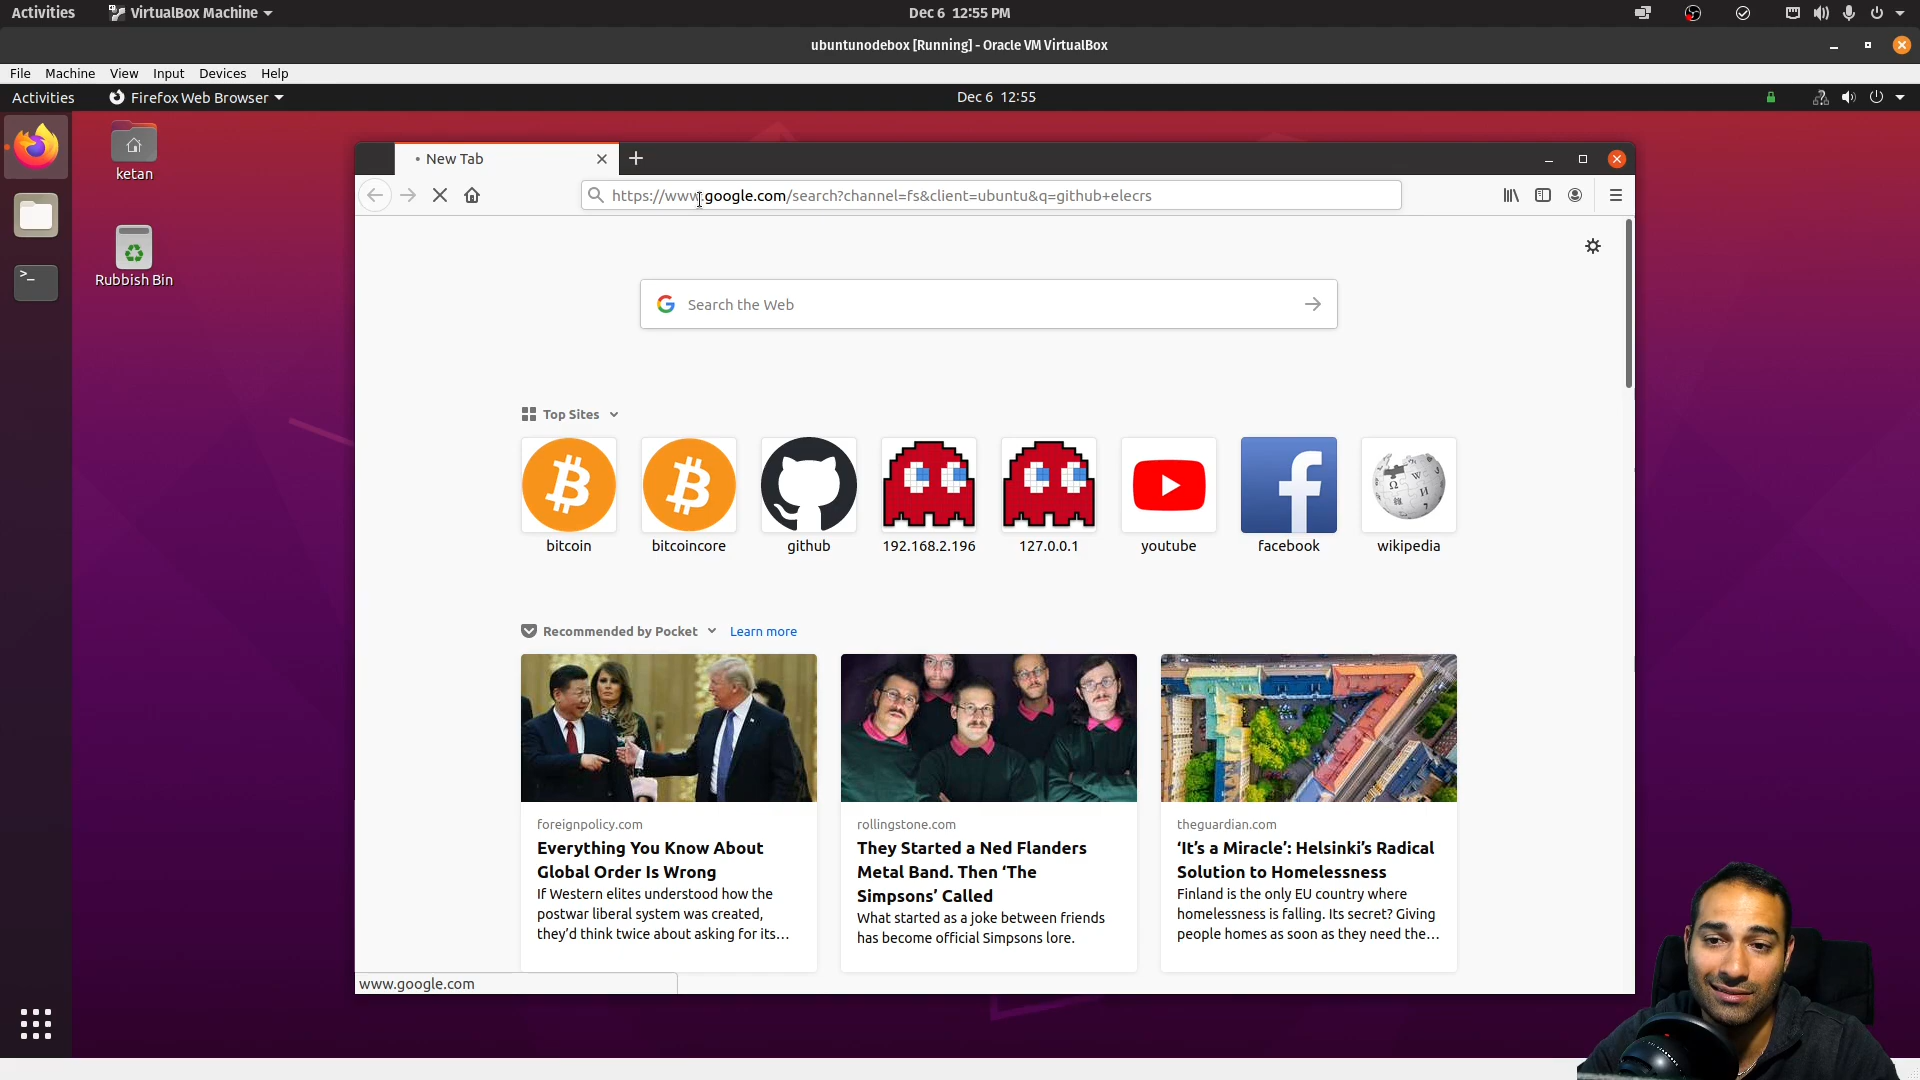 Activities
VirtualBox Machine
Dec 6 12:55 PM
ubuntunodebox [Running] - Oracle VM VirtualBox
File Machine View Input Devices Help
Activities
Firefox Web Browser
Dec 6 12:55
ketan
Rubbish Bin
New Tab
https://www.google.com/search?channel=fs&client=ubuntu&q=github+elecrs
Search the Web
Top Sites
bitcoin
bitcoincore
github
192.168.2.196
127.0.0.1
youtube
facebook
wikipedia
Recommended by Pocket
Learn more
foreignpolicy.com
Everything You Know About
Global Order Is Wrong
If Western elites understood how the
postwar liberal system was created,
they’d think twice about asking for its...
rollingstone.com
They Started a Ned Flanders
Metal Band. Then ‘The
Simpsons’ Called
What started as a joke between friends
has become official Simpsons lore.
theguardian.com
‘It’s a Miracle’: Helsinki’s Radical
Solution to Homelessness
Finland is the only EU country where
homelessness is falling. Its secret? Giving
people homes as soon as they need the...
www.google.com